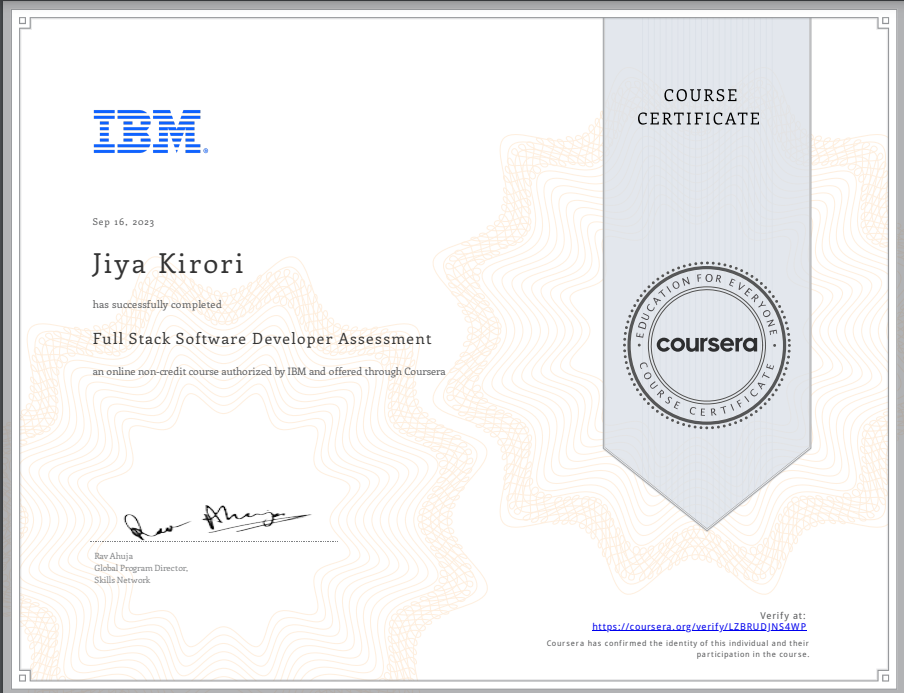 IBM®
COURSE
CERTIFICATE
Sep 16, 2023
Jiya Kirori
has successfully completed
Full Stack Software Developer Assessment
an online non-credit course authorized by IBM and offered through Coursera
EDUCATION FOR EVERYONE
coursera
COURSE CERTIFICATE
Rav Ahuja
Rav Ahuja
Global Program Director,
Skills Network
Verify at:
https://coursera.org/verify/LZBRUDJNS4WP
Coursera has confirmed the identity of this individual and their
participation in the course.